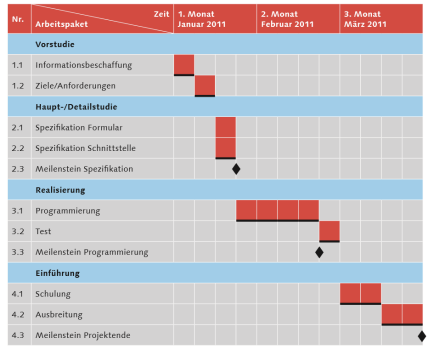 Nr. Arbeitspaket Zeit 1. Monat Januar 2011 2. Monat Februar 2011 3. Monat März 2011
Vorstudie
1.1 Informationsbeschaffung
1.2 Ziele/Anforderungen
Haupt-/Detailstudie
2.1 Spezifikation Formular
2.2 Spezifikation Schnittstelle
2.3 Meilenstein Spezifikation
Realisierung
3.1 Programmierung
3.2 Test
3.3 Meilenstein Programmierung
Einführung
4.1 Schulung
4.2 Ausbreitung
4.3 Meilenstein Projektende